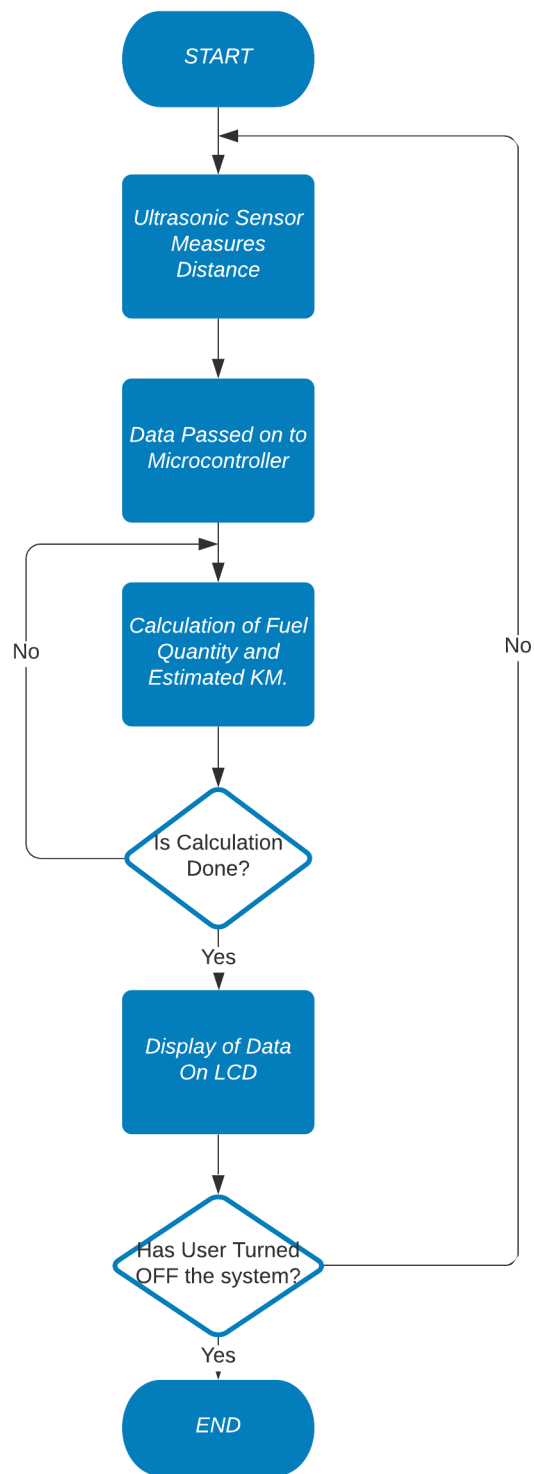 START
Ultrasonic Sensor
Measures
Distance
Data Passed on to
Microcontroller
Calculation of Fuel
Quantity and
Estimated KM.
No
No
Is Calculation
Done?
Yes
Display of Data
On LCD
Has User Turned
OFF the system?
Yes
END